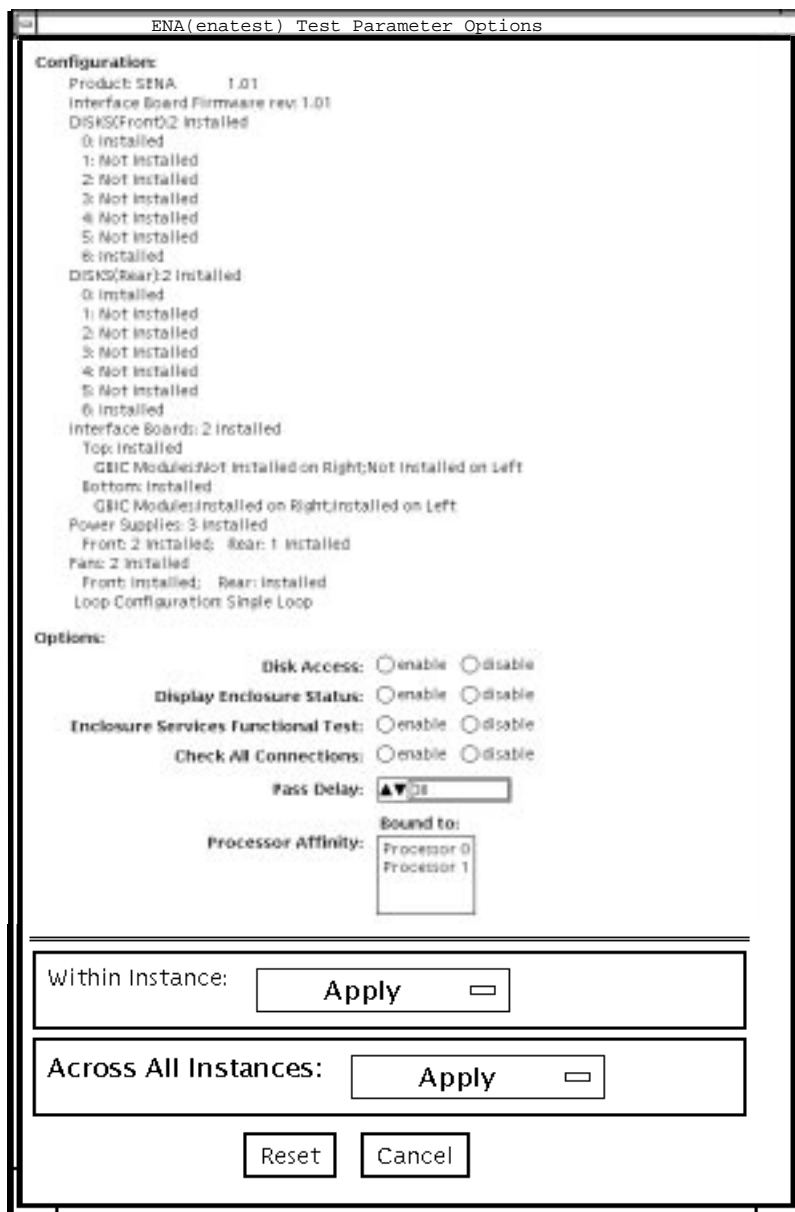 ENA(enatest) Test Parameter Options
Configuration:
Product: SENA 1.01
Interface Board Firmware rev: 1.01
DISKS(Front):2 Installed
0: Installed
1: Not Installed
2: Not Installed
3: Not Installed
4: Not Installed
5: Not Installed
6: Installed
DISKS(Rear):2 Installed
0: Installed
1: Not Installed
2: Not Installed
3: Not Installed
4: Not Installed
5: Not Installed
6: Installed
Interface Boards: 2 Installed
Top: Installed
GBIC Modules:Not Installed on Right;Not Installed on Left
Bottom: Installed
GBIC Modules:Installed on Right;Installed on Left
Power Supplies: 3 Installed
Front: 2 Installed; Rear: 1 Installed
Fans: 2 Installed
Front: Installed; Rear: Installed
Loop Configuration: Single Loop
Options:
Disk Access: enable disable
Display Enclosure Status: enable disable
Enclosure Services Functional Test: enable disable
Check All Connections: enable disable
Pass Delay:
Bound to:
Processor Affinity:
Processor 0
Processor 1
Within Instance: Apply
Across All Instances: Apply
Reset Cancel